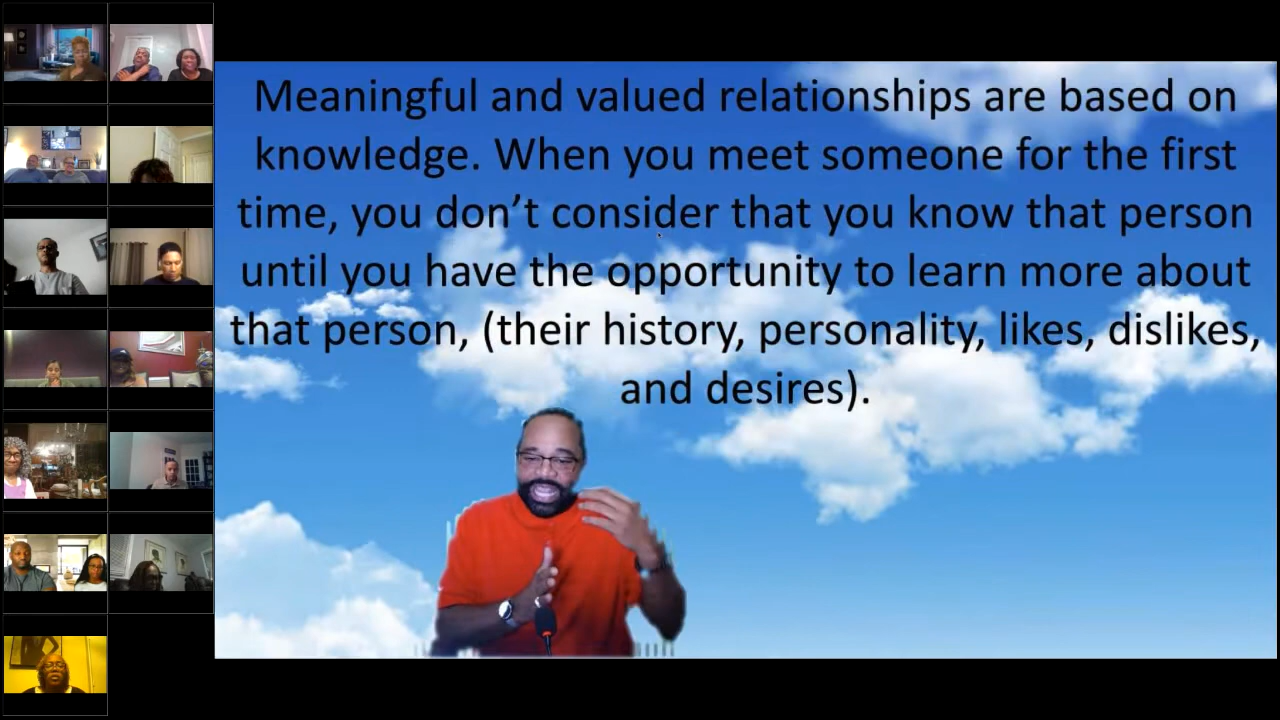 Meaningful and valued relationships are based on
knowledge. When you meet someone for the first
time, you don’t consider that you know that person
until you have the opportunity to learn more about
that person, (their history, personality, likes, dislikes,
and desires).